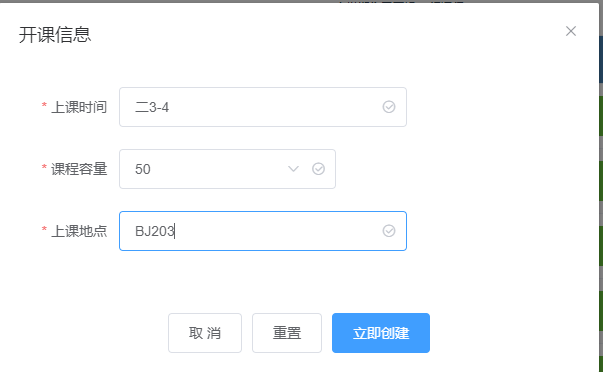 开课信息
* 上课时间 二3-4
* 课程容量 50
* 上课地点 BJ203
取 消 重置 立即创建